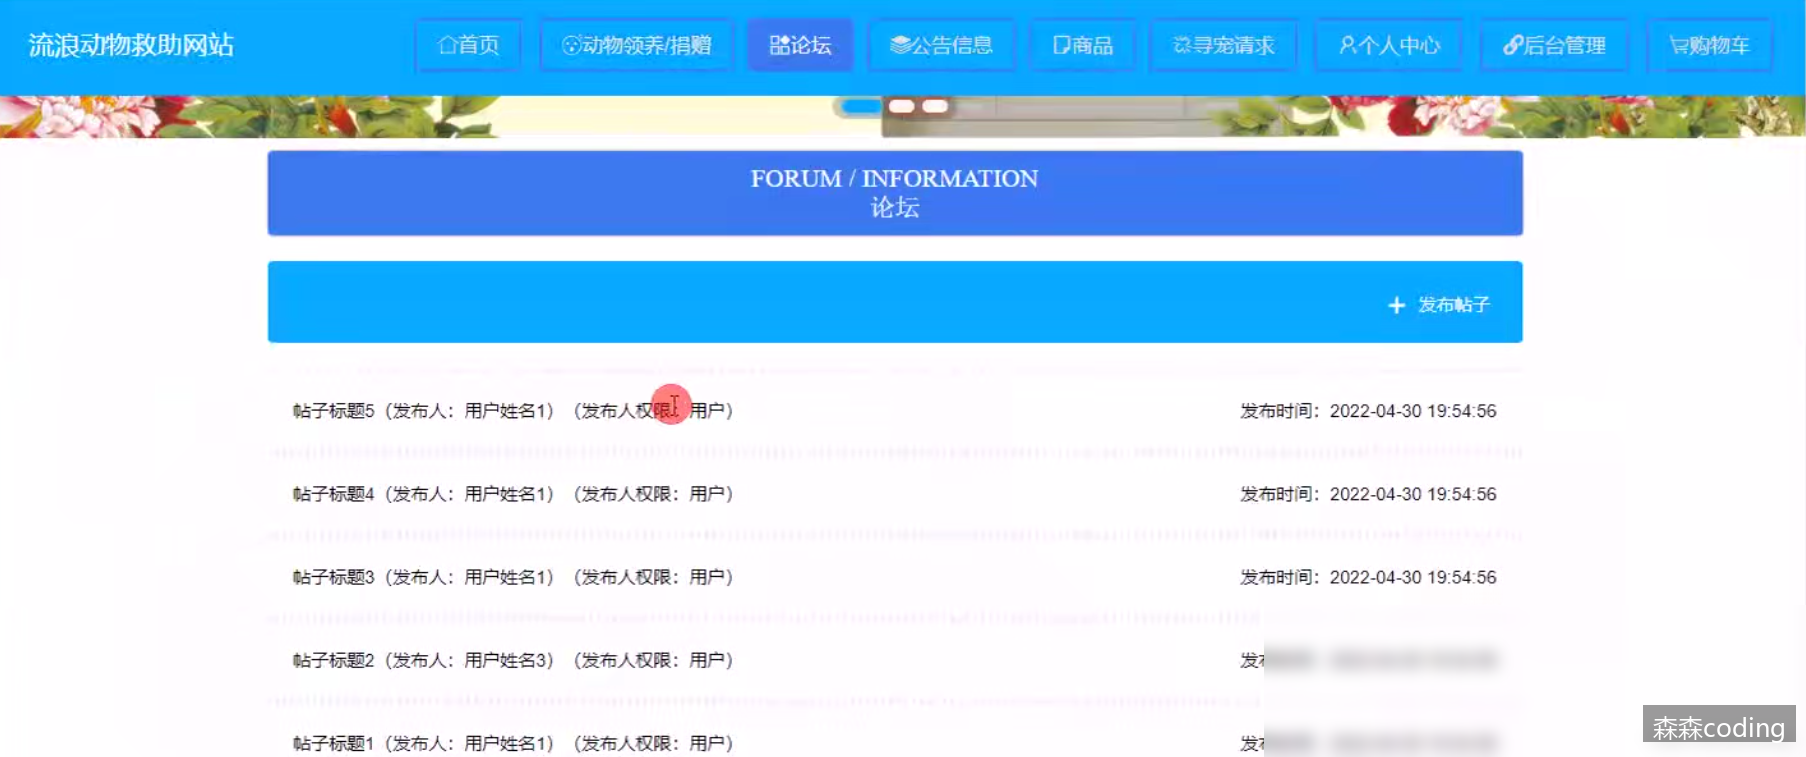 流浪动物救助网站 首页 动物领养/捐赠 论坛 公告信息 商品 寻宠请求 个人中心 后台管理 购物车
FORUM / INFORMATION
论坛
+ 发布帖子
帖子标题5（发布人：用户姓名1）（发布人权限：用户） 发布时间：2022-04-30 19:54:56
帖子标题4（发布人：用户姓名1）（发布人权限：用户） 发布时间：2022-04-30 19:54:56
帖子标题3（发布人：用户姓名1）（发布人权限：用户） 发布时间：2022-04-30 19:54:56
帖子标题2（发布人：用户姓名3）（发布人权限：用户） 发
帖子标题1（发布人：用户姓名1）（发布人权限：用户） 发
森森coding